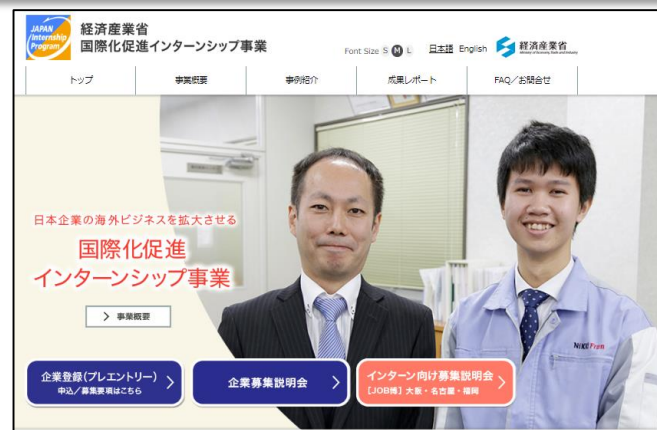 JAPAN
Internship
Program
経済産業省
国際化促進インターンシップ事業
Font Size S M L 日本語 English 経済産業省
Ministry of Economy, Trade and Industry
トップ 事業概要 事例紹介 成果レポート FAQ／お問合せ
日本企業の海外ビジネスを拡大させる
国際化促進
インターンシップ事業
> 事業概要
企業登録(プレエントリー)
申込／募集要項はこちら
企業募集説明会
インターン向け募集説明会
【JOB博】大阪・名古屋・福岡